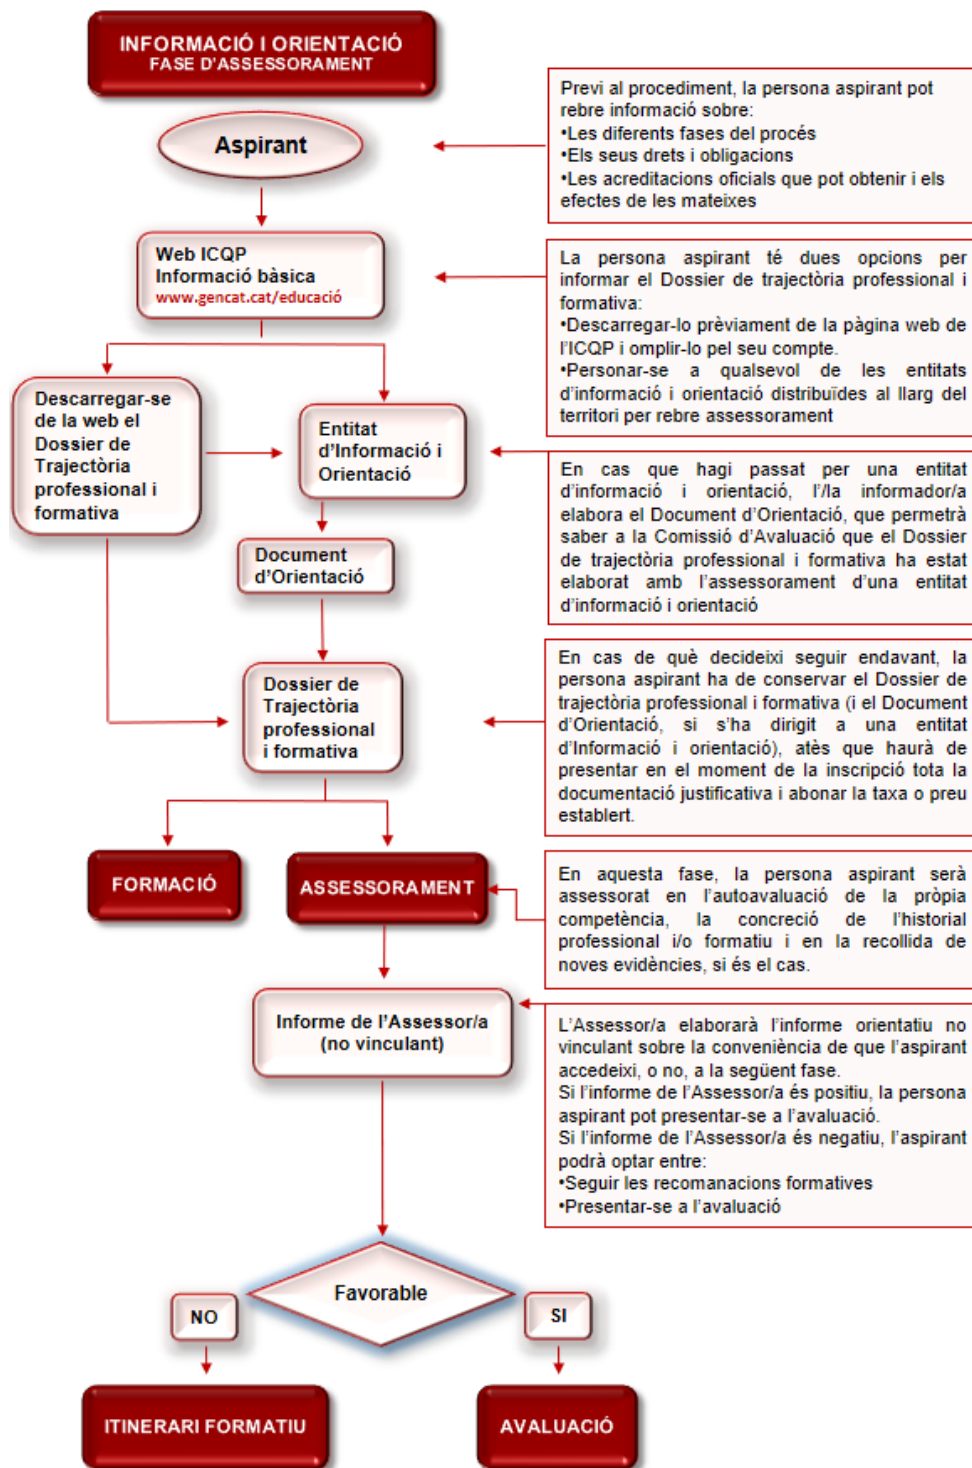 INFORMACIÓ I ORIENTACIÓ
FASE D'ASSESSORAMENT
Aspirant
Previ al procediment, la persona aspirant pot
rebre informació sobre:
•Les diferents fases del procés
•Els seus drets i obligacions
•Les acreditacions oficials que pot obtenir i els
efectes de les mateixes
Web ICQP
Informació bàsica
www.gencat.cat/educació
La persona aspirant té dues opcions per
informar el Dossier de trajectòria professional i
formativa:
•Descarregar-lo prèviament de la pàgina web de
l'ICQP i omplir-lo pel seu compte.
•Personar-se a qualsevol de les entitats
d'informació i orientació distribuïdes al llarg del
territori per rebre assessorament
Descarregar-se
de la web el
Dossier de
Trajectòria
professional i
formativa
Entitat
d'Informació i
Orientació
En cas que hagi passat per una entitat
d'informació i orientació, l'/la informador/a
elabora el Document d'Orientació, que permetrà
saber a la Comissió d'Avaluació que el Dossier
de trajectòria professional i formativa ha estat
elaborat amb l'assessorament d'una entitat
d'informació i orientació
Document
d'Orientació
Dossier de
Trajectòria
professional
i formativa
En cas de què decideixi seguir endavant, la
persona aspirant ha de conservar el Dossier de
trajectòria professional i formativa (i el Document
d'Orientació, si s'ha dirigit a una entitat
d'Informació i orientació), atès que haurà de
presentar en el moment de la inscripció tota la
documentació justificativa i abonar la taxa o preu
establert.
FORMACIÓ
ASSESSORAMENT
En aquesta fase, la persona aspirant serà
assessorat en l'autoavaluació de la pròpia
competència, la concreció de l'historial
professional i/o formatiu i en la recollida de
noves evidències, si és el cas.
Informe de l'Assessor/a
(no vinculant)
L'Assessor/a elaborarà l'informe orientatiu no
vinculant sobre la conveniència de que l'aspirant
accedeixi, o no, a la següent fase.
Si l'informe de l'Assessor/a és positiu, la persona
aspirant pot presentar-se a l'avaluació.
Si l'informe de l'Assessor/a és negatiu, l'aspirant
podrà optar entre:
•Seguir les recomanacions formatives
•Presentar-se a l'avaluació
Favorable
NO
SI
ITINERARI FORMATIU
AVALUACIÓ